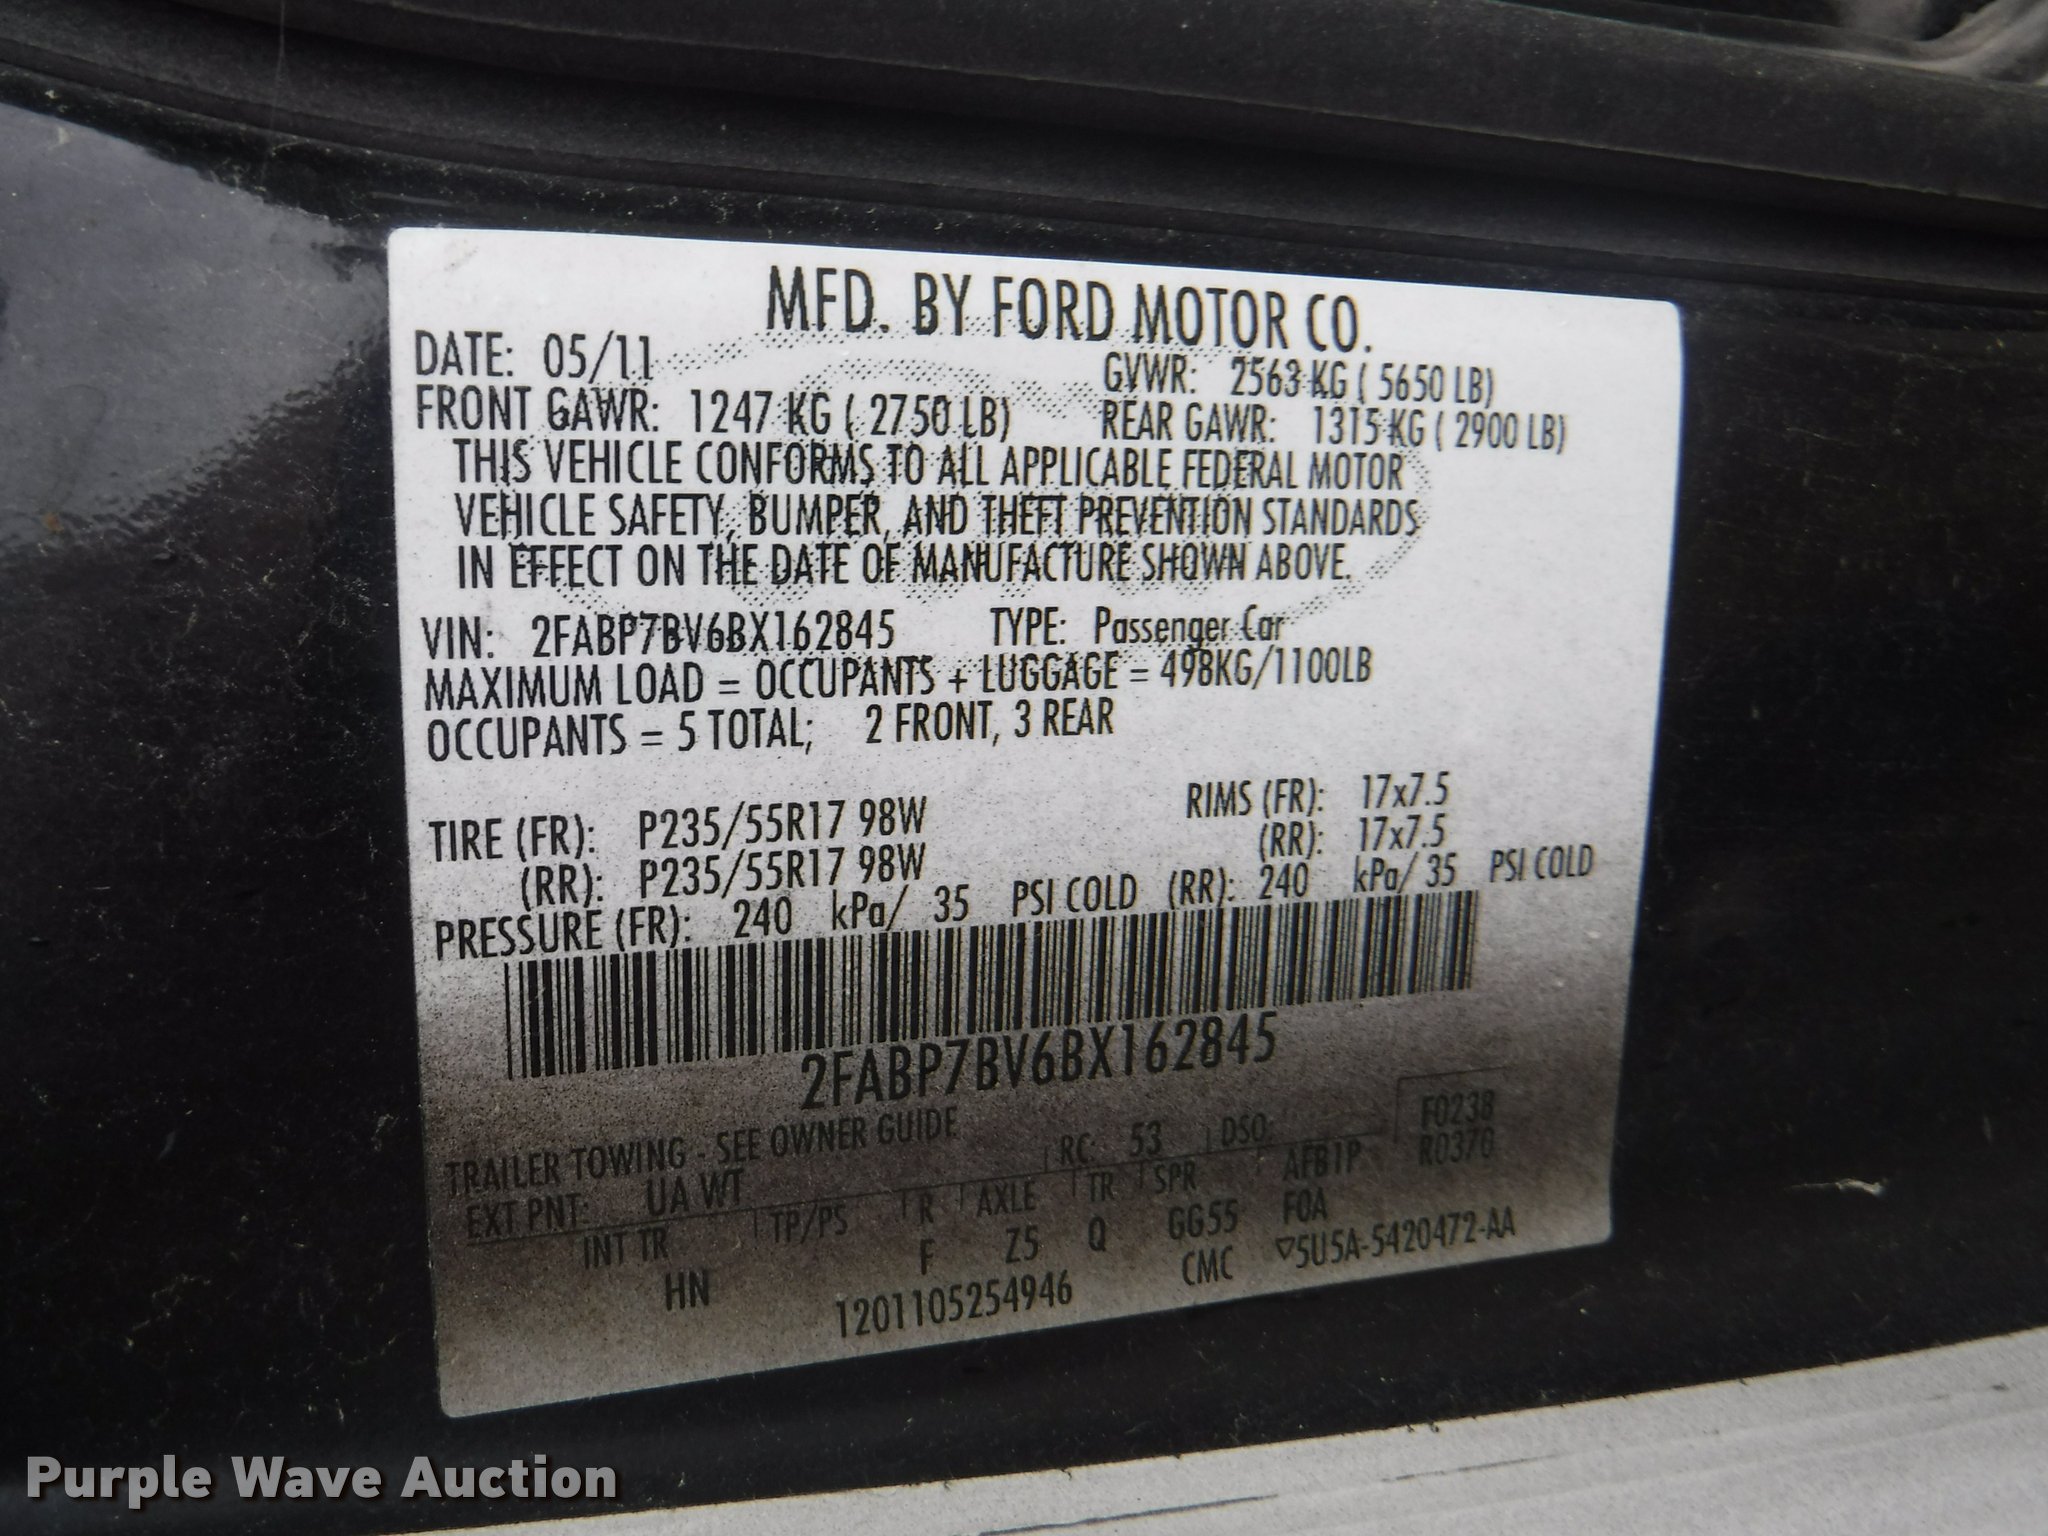 MFD. BY FORD MOTOR CO.
DATE: 05/11 GVWR: 2563 KG ( 5650 LB)
FRONT GAWR: 1247 KG ( 2750 LB) REAR GAWR: 1315 KG ( 2900 LB)
THIS VEHICLE CONFORMS TO ALL APPLICABLE FEDERAL MOTOR
VEHICLE SAFETY, BUMPER, AND THEFT PREVENTION STANDARDS
IN EFFECT ON THE DATE OF MANUFACTURE SHOWN ABOVE.
VIN: 2FABP7BV6BX162845 TYPE: Passenger Car
MAXIMUM LOAD = OCCUPANTS + LUGGAGE = 498KG/1100LB
OCCUPANTS = 5 TOTAL; 2 FRONT, 3 REAR
TIRE (FR): P235/55R17 98W RIMS (FR): 17x7.5
(RR): P235/55R17 98W (RR): 17x7.5
PRESSURE (FR): 240 kPa/ 35 PSI COLD (RR): 240 kPa/ 35 PSI COLD
2FABP7BV6BX162845
TRAILER TOWING - SEE OWNER GUIDE F0238
EXT PNT: UA WT RC: 53 DSO: R0370
INT TR TP/PS R AXLE TR SPR AFB1P
HN F Z5 Q GG55 FOA
1201105254946 CMC ▽5U5A-5420472-AA
Purple Wave Auction